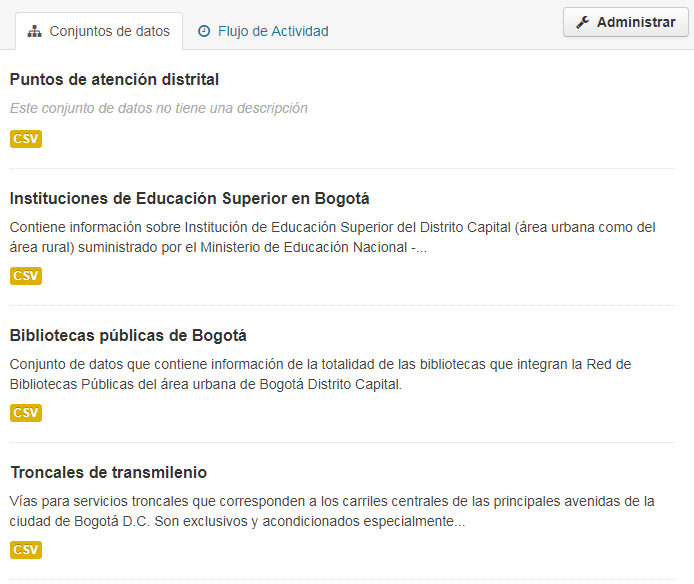 Conjuntos de datos
Flujo de Actividad
Administrar
Puntos de atención distrital
Este conjunto de datos no tiene una descripción
CSV
Instituciones de Educación Superior en Bogotá
Contiene información sobre Institución de Educación Superior del Distrito Capital (área urbana como del
área rural) suministrado por el Ministerio de Educación Nacional -...
CSV
Bibliotecas públicas de Bogotá
Conjunto de datos que contiene información de la totalidad de las bibliotecas que integran la Red de
Bibliotecas Públicas del área urbana de Bogotá Distrito Capital.
CSV
Troncales de transmilenio
Vías para servicios troncales que corresponden a los carriles centrales de las principales avenidas de la
ciudad de Bogotá D.C. Son exclusivos y acondicionados especialmente...
CSV